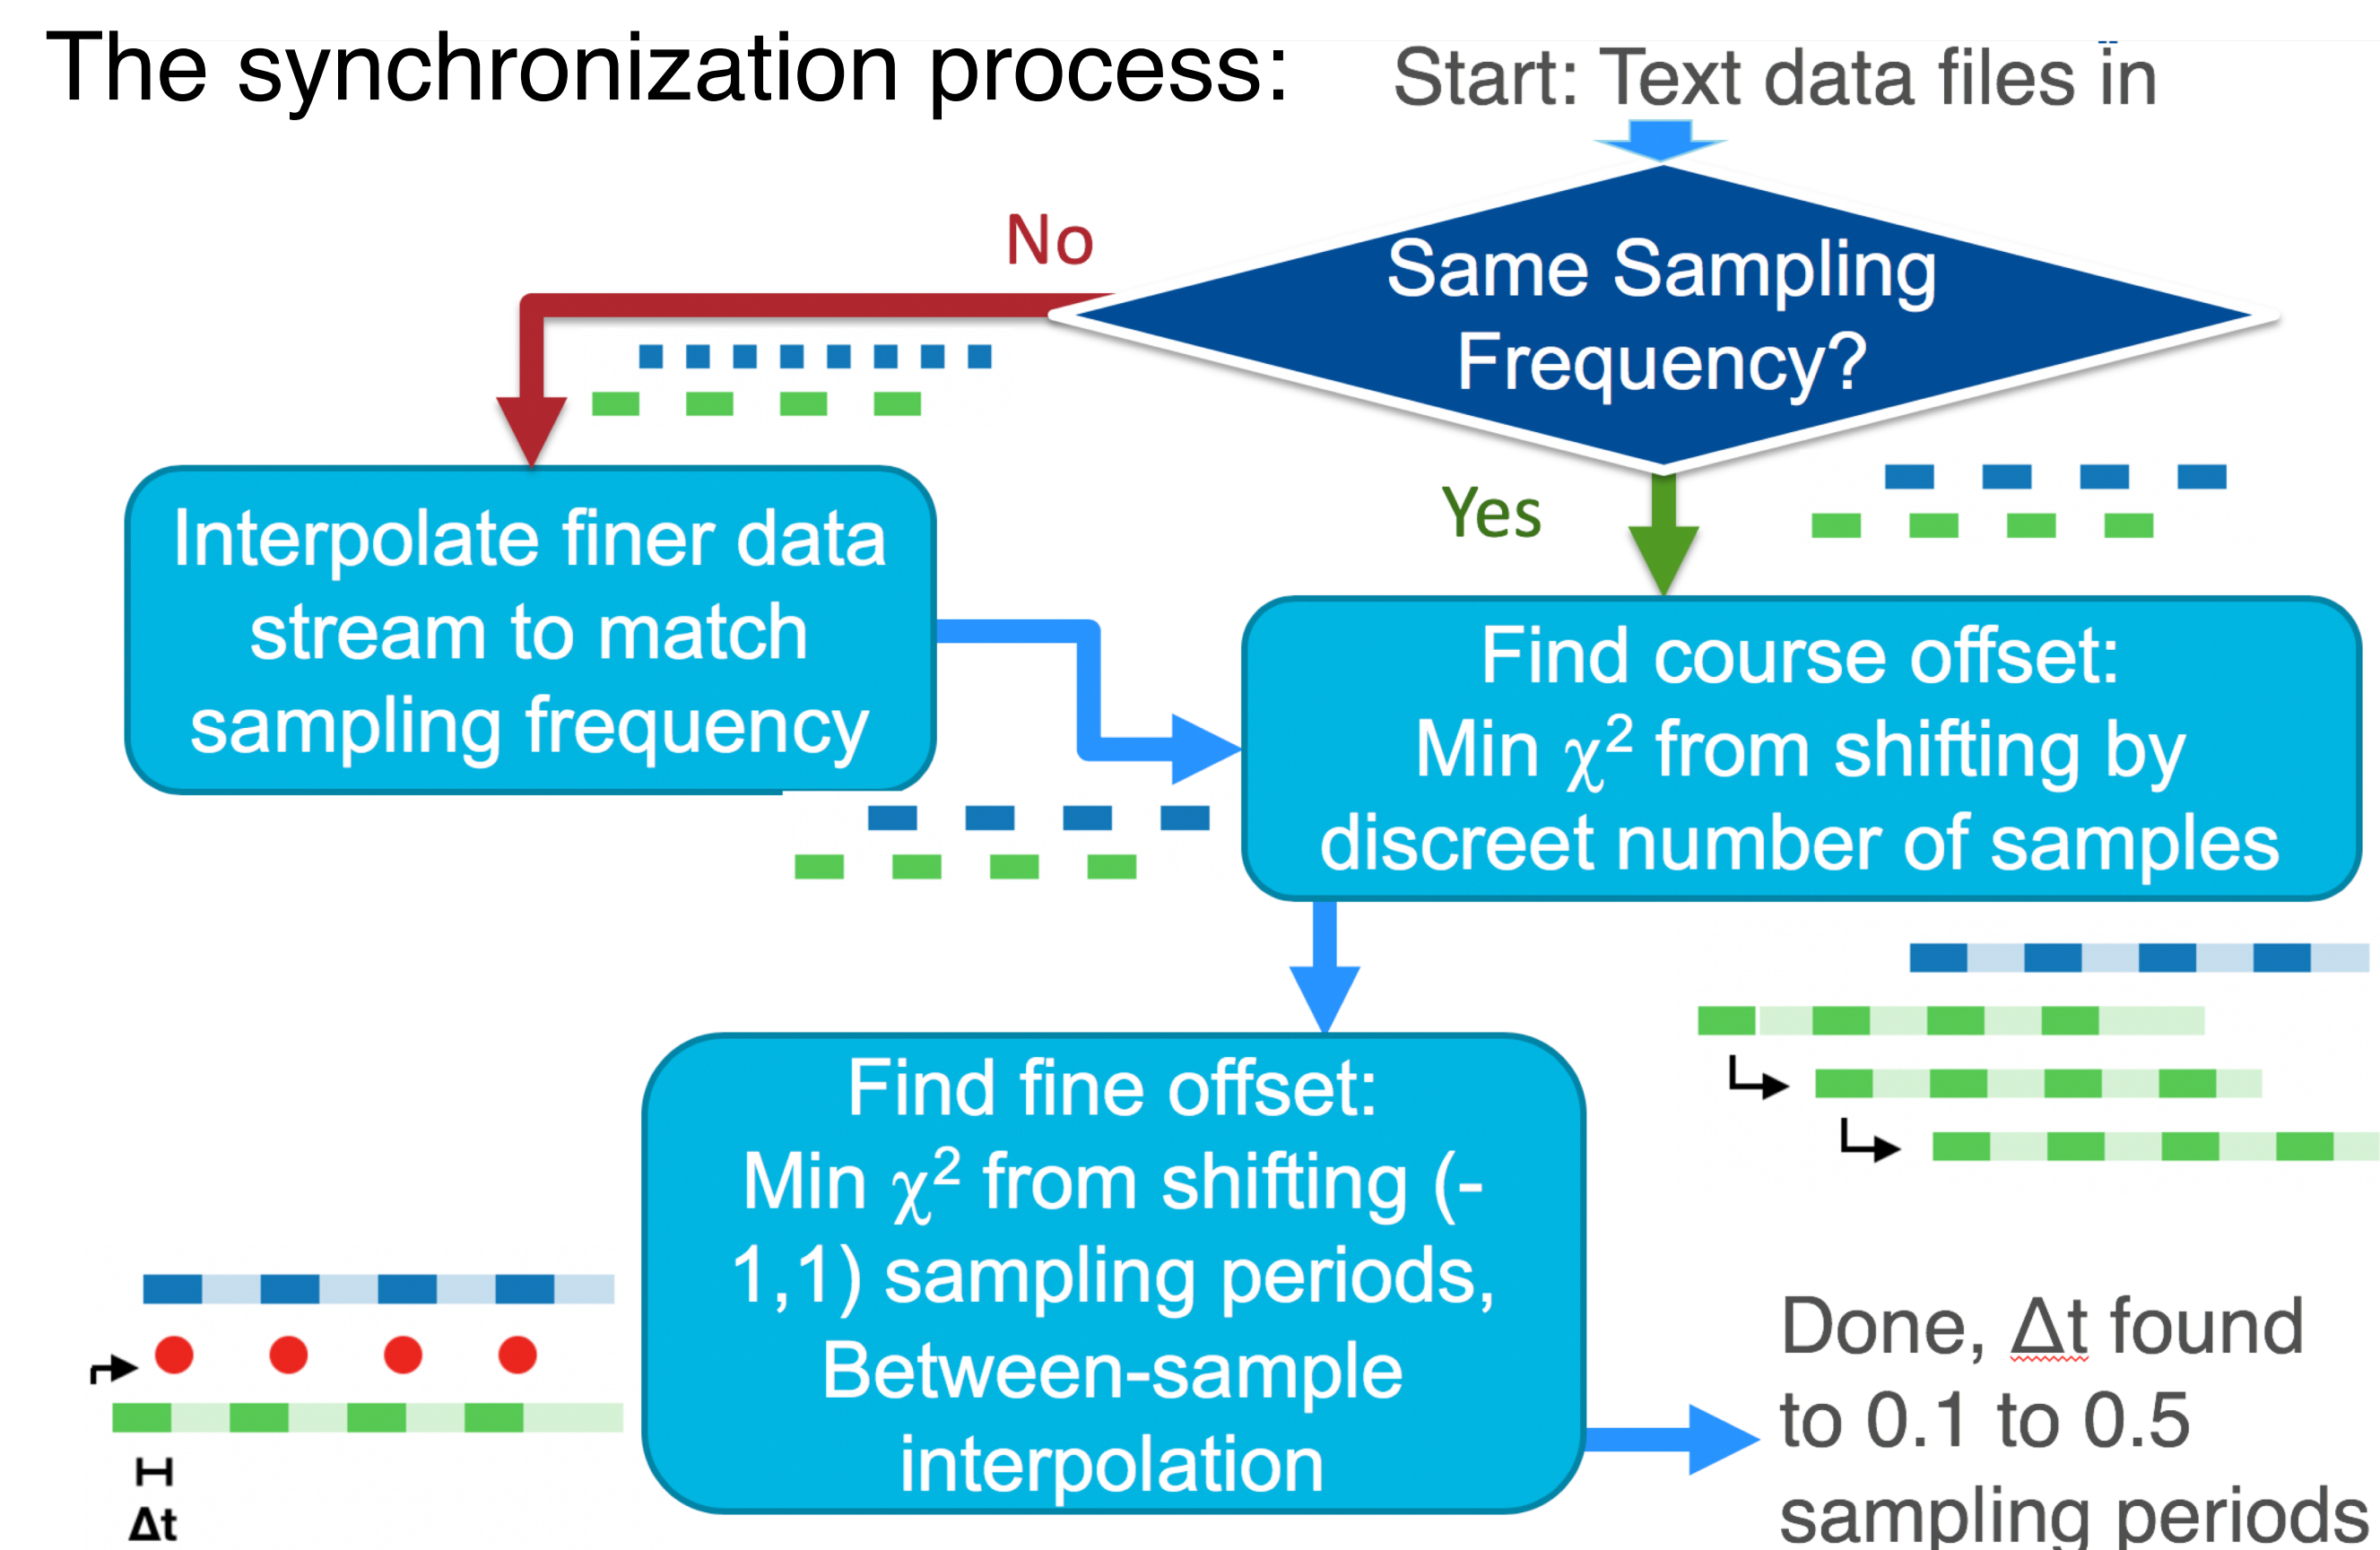 The synchronization process:
Start: Text data files in
No
Same Sampling
Frequency?
Yes
Interpolate finer data
stream to match
sampling frequency
Find course offset:
Min χ² from shifting by
discreet number of samples
Find fine offset:
Min χ² from shifting (-
1,1) sampling periods,
Between-sample
interpolation
Δt
Done, Δt found
to 0.1 to 0.5
sampling periods